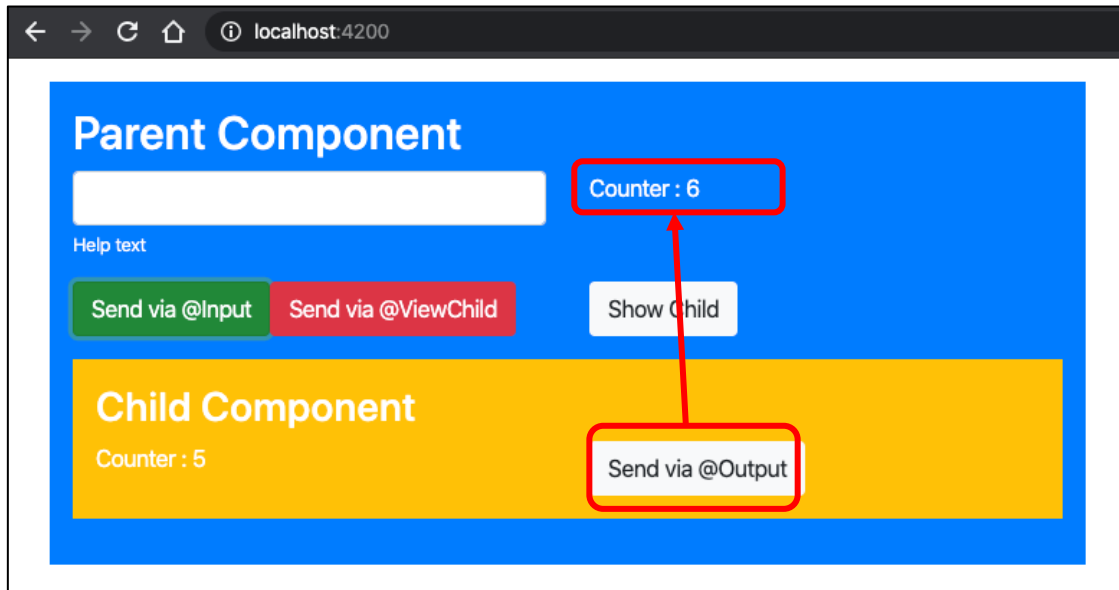 localhost:4200
Parent Component
Counter : 6
Help text
Send via @Input Send via @ViewChild Show Child
Child Component
Counter : 5
Send via @Output